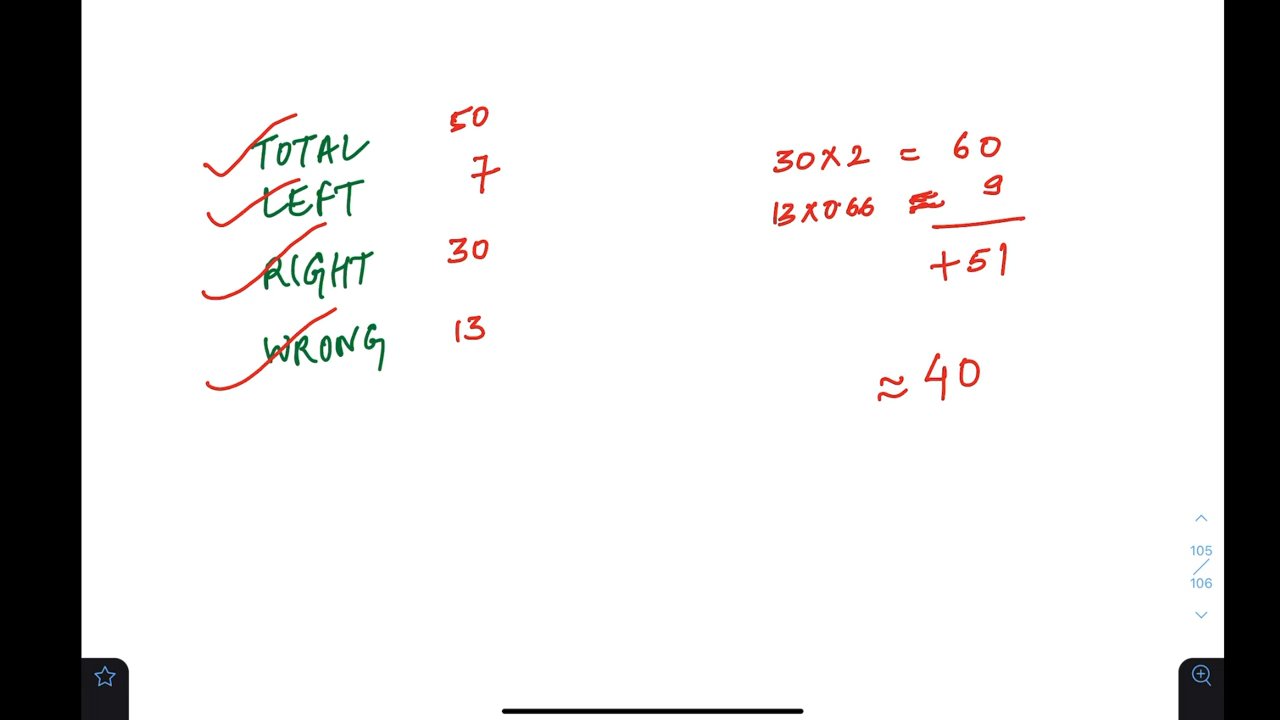 TOTAL 50
LEFT 7
RIGHT 30
WRONG 13
30×2 = 60
13×0.66 = 9
+51
≈ 40
105
/
106